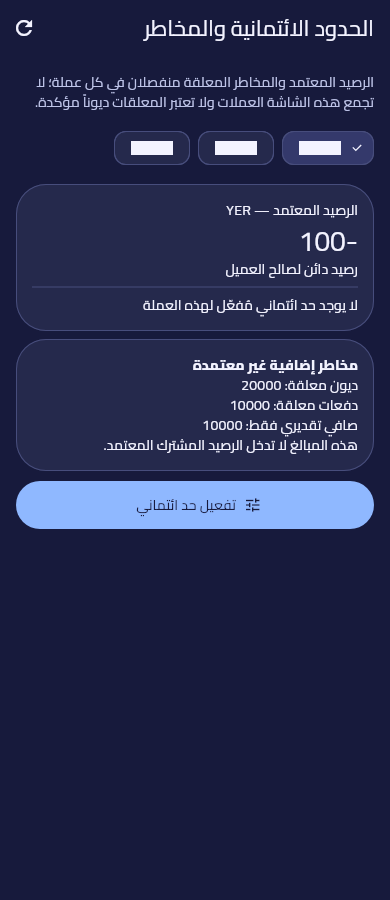 الحدود الائتمانية والمخاطر
الرصيد المعتمد والمخاطر المعلقة منفصلان في كل عملة؛ لا
تجمع هذه الشاشة العملات ولا تعتبر المعلقات ديوناً مؤكدة.
الرصيد المعتمد — YER
-100
رصيد دائن لصالح العميل
لا يوجد حد ائتماني مُفعّل لهذه العملة
مخاطر إضافية غير معتمدة
ديون معلقة: 20000
دفعات معلقة: 10000
صافي تقديري فقط: 10000
هذه المبالغ لا تدخل الرصيد المشترك المعتمد.
تفعيل حد ائتماني